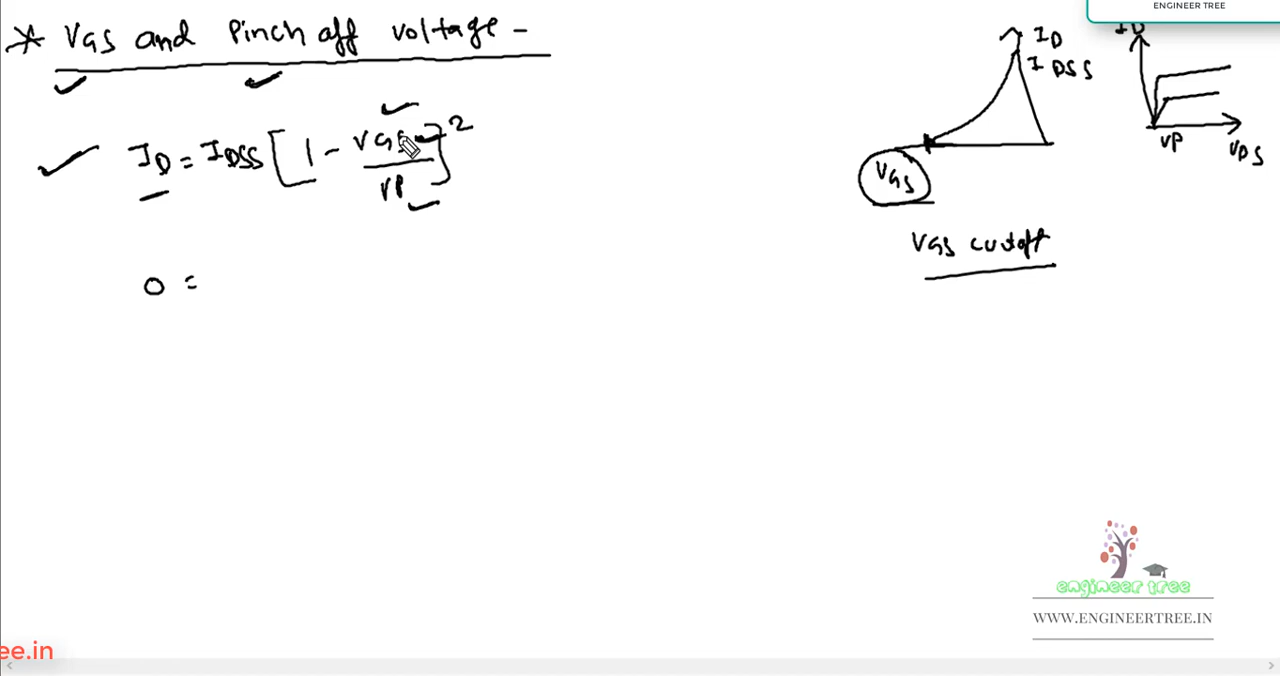 ENGINEER TREE
* VGS and Pinch off voltage -
ID = IDSS [1 - VGS/VP]²
0 =
ID
IDSS
VGS
VGS cutoff
ID
VP
VDS
engineer tree
WWW.ENGINEERTREE.IN
ee.in